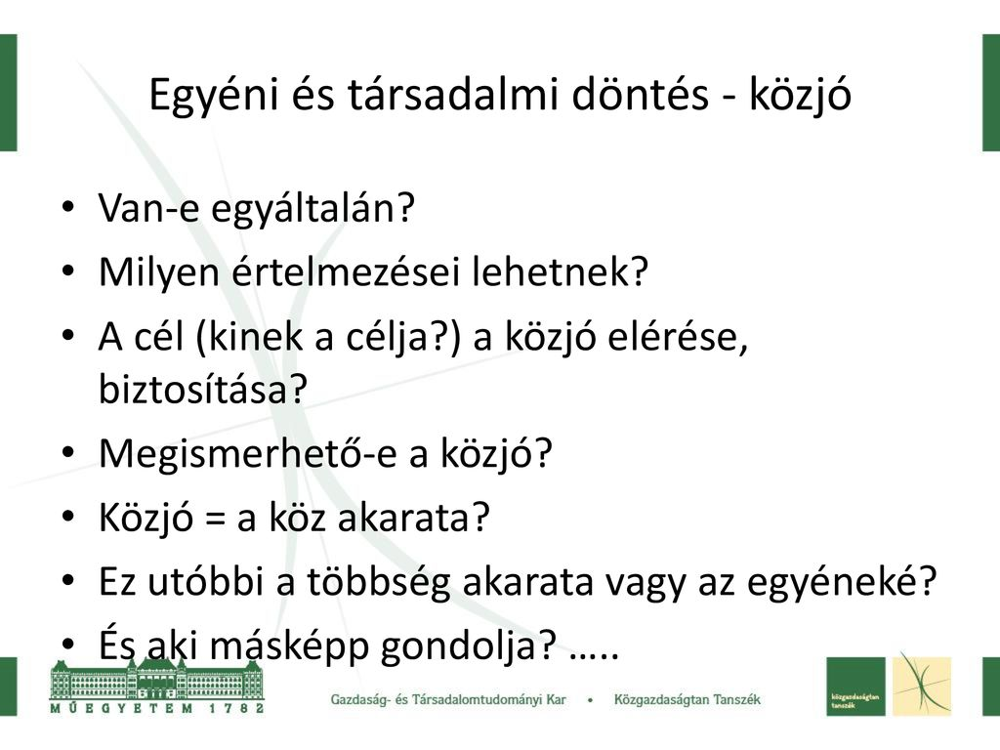 Egyéni és társadalmi döntés - közjó
• Van-e egyáltalán?
• Milyen értelmezései lehetnek?
• A cél (kinek a célja?) a közjó elérése,
biztosítása?
• Megismerhető-e a közjó?
• Közjó = a köz akarata?
• Ez utóbbi a többség akarata vagy az egyéneké?
• És aki másképp gondolja? …..
MŰEGYETEM 1782
Gazdaság- és Társadalomtudományi Kar • Közgazdaságtan Tanszék
közgazdaságtan
tanszék